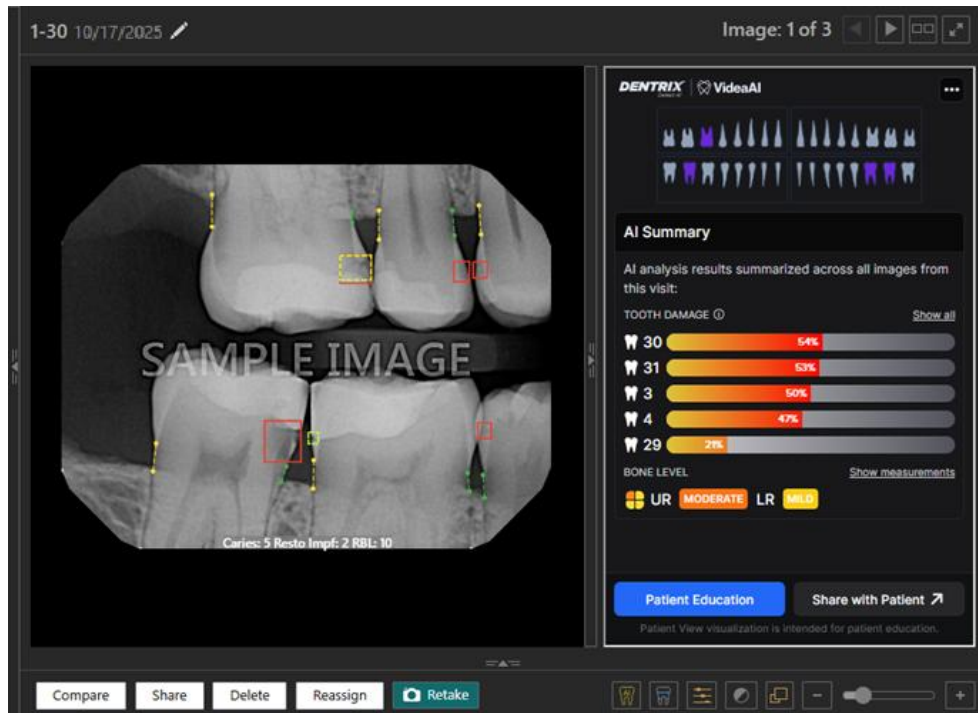 1-30 10/17/2025
Image: 1 of 3
DENTRIX VideaAI
SAMPLE IMAGE
Caries: 5 Resto Impf: 2 RBL: 10
AI Summary
AI analysis results summarized across all images from
this visit:
TOOTH DAMAGE Show all
30 54%
31 53%
3 50%
4 47%
29 21%
BONE LEVEL Show measurements
UR MODERATE LR MILD
Patient Education Share with Patient
Patient View visualization is intended for patient education.
Compare Share Delete Reassign Retake